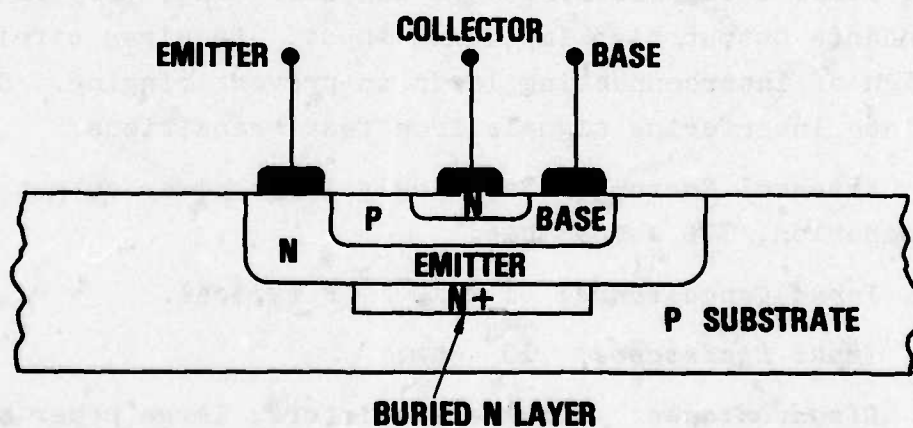 COLLECTOR
EMITTER
BASE
N
P
BASE
N
EMITTER
N+
P SUBSTRATE
BURIED N LAYER